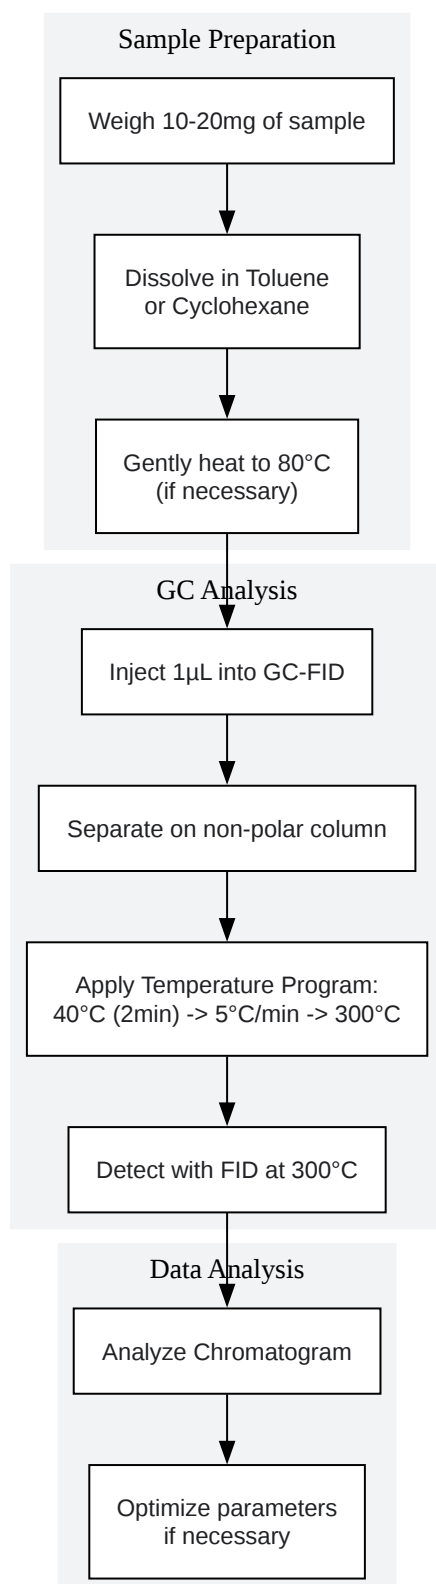 Sample Preparation
Weigh 10-20mg of sample
Dissolve in Toluene
or Cyclohexane
Gently heat to 80°C
(if necessary)
GC Analysis
Inject 1µL into GC-FID
Separate on non-polar column
Apply Temperature Program:
40°C (2min) -> 5°C/min -> 300°C
Detect with FID at 300°C
Data Analysis
Analyze Chromatogram
Optimize parameters
if necessary